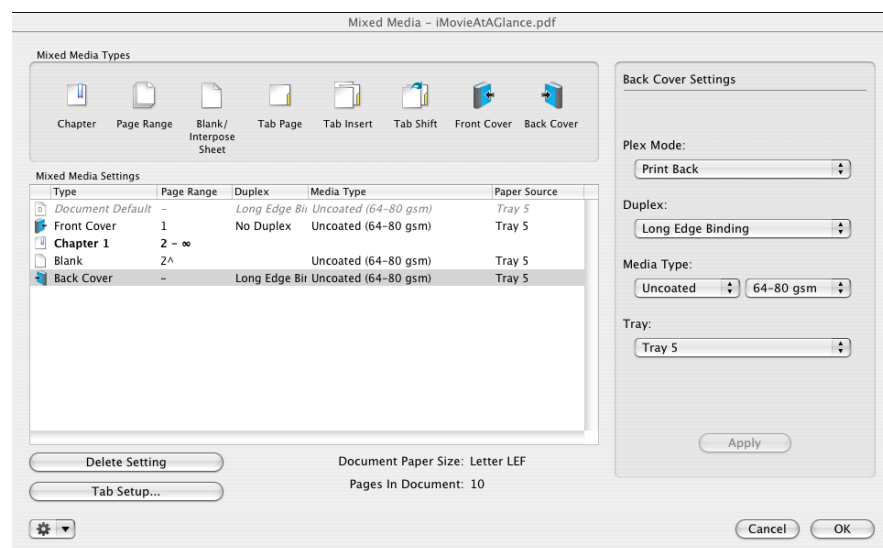 Mixed Media – iMovieAtAGlance.pdf
Mixed Media Types
Chapter Page Range Blank/ Interpose Sheet Tab Page Tab Insert Tab Shift Front Cover Back Cover
Mixed Media Settings
Type Page Range Duplex Media Type Paper Source
Document Default – Long Edge Bin Uncoated (64–80 gsm) Tray 5
Front Cover 1 No Duplex Uncoated (64–80 gsm) Tray 5
Chapter 1 2 – ∞
Blank 2^ Uncoated (64–80 gsm) Tray 5
Back Cover – Long Edge Bin Uncoated (64–80 gsm) Tray 5
Delete Setting
Tab Setup...
Document Paper Size: Letter LEF
Pages In Document: 10
Back Cover Settings
Plex Mode:
Print Back
Duplex:
Long Edge Binding
Media Type:
Uncoated 64–80 gsm
Tray:
Tray 5
Apply
Cancel OK